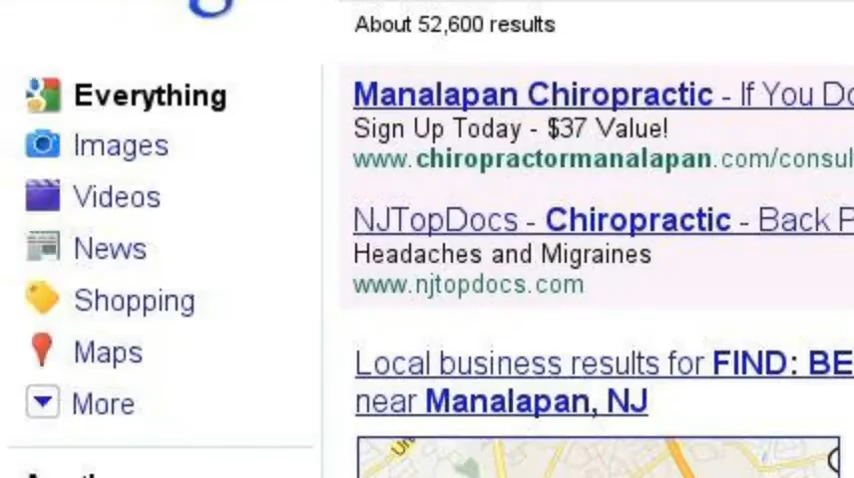 About 52,600 results
Everything
Images
Videos
News
Shopping
Maps
More
Manalapan Chiropractic - If You Do
Sign Up Today - $37 Value!
www.chiropractormanalapan.com/consul
NJTopDocs - Chiropractic - Back P
Headaches and Migraines
www.njtopdocs.com
Local business results for FIND: BE
near Manalapan, NJ